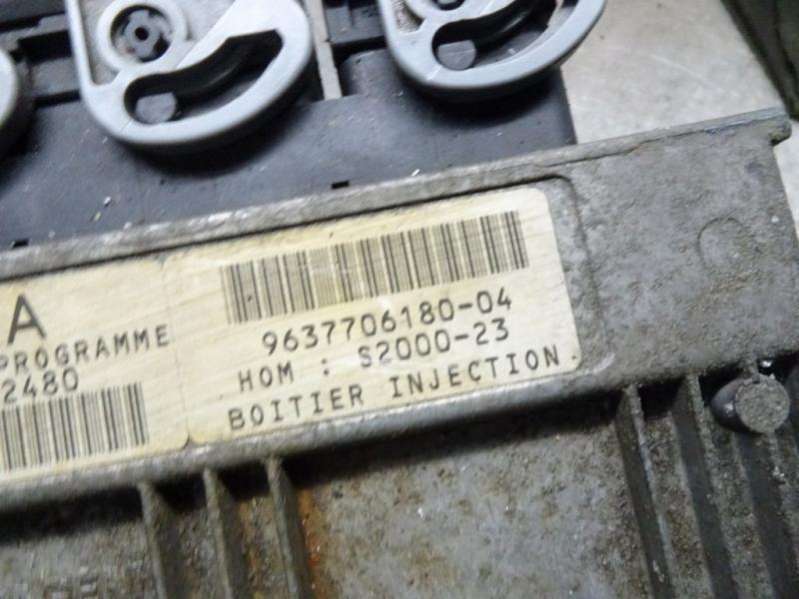 A
PROGRAMME
2480
9637706180-04
HOM : S2000-23
BOITIER INJECTION.